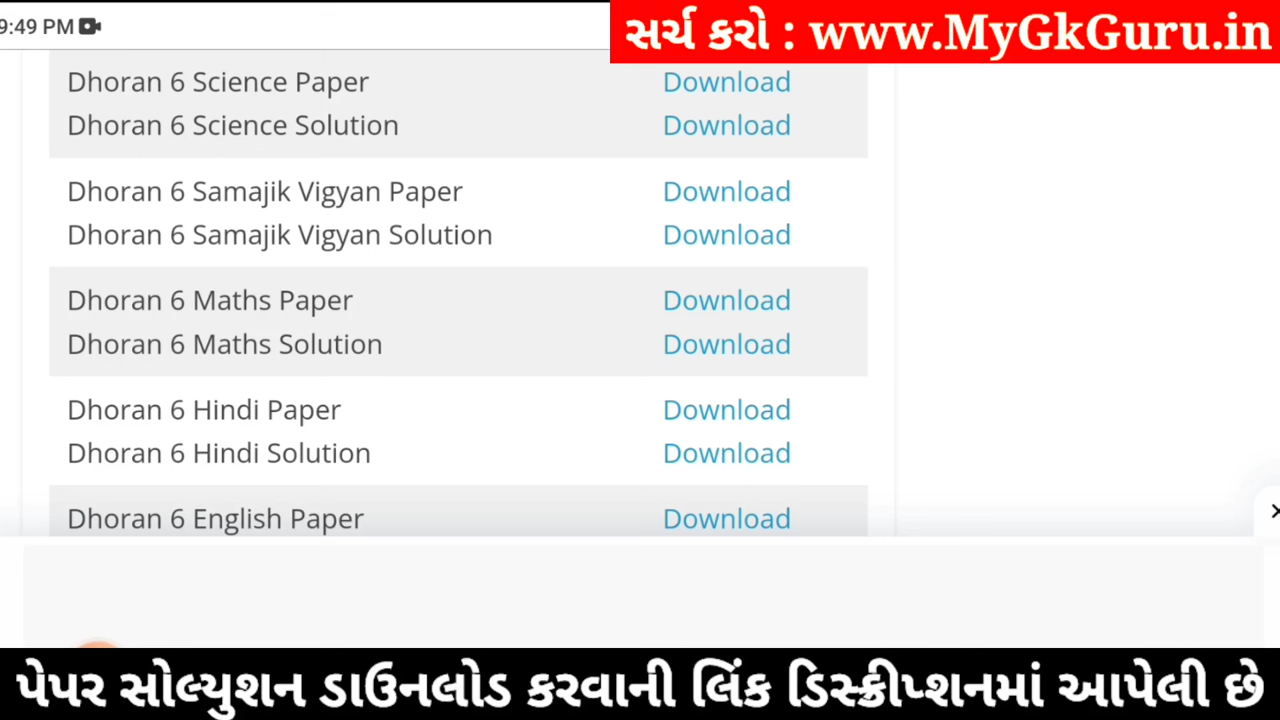 9:49 PM
સર્ચ કરો : www.MyGkGuru.in
Dhoran 6 Science Paper Download
Dhoran 6 Science Solution Download
Dhoran 6 Samajik Vigyan Paper Download
Dhoran 6 Samajik Vigyan Solution Download
Dhoran 6 Maths Paper Download
Dhoran 6 Maths Solution Download
Dhoran 6 Hindi Paper Download
Dhoran 6 Hindi Solution Download
Dhoran 6 English Paper Download
પેપર સોલ્યુશન ડાઉનલોડ કરવાની લિંક ડિસ્ક્રીપ્શનમાં આપેલી છે